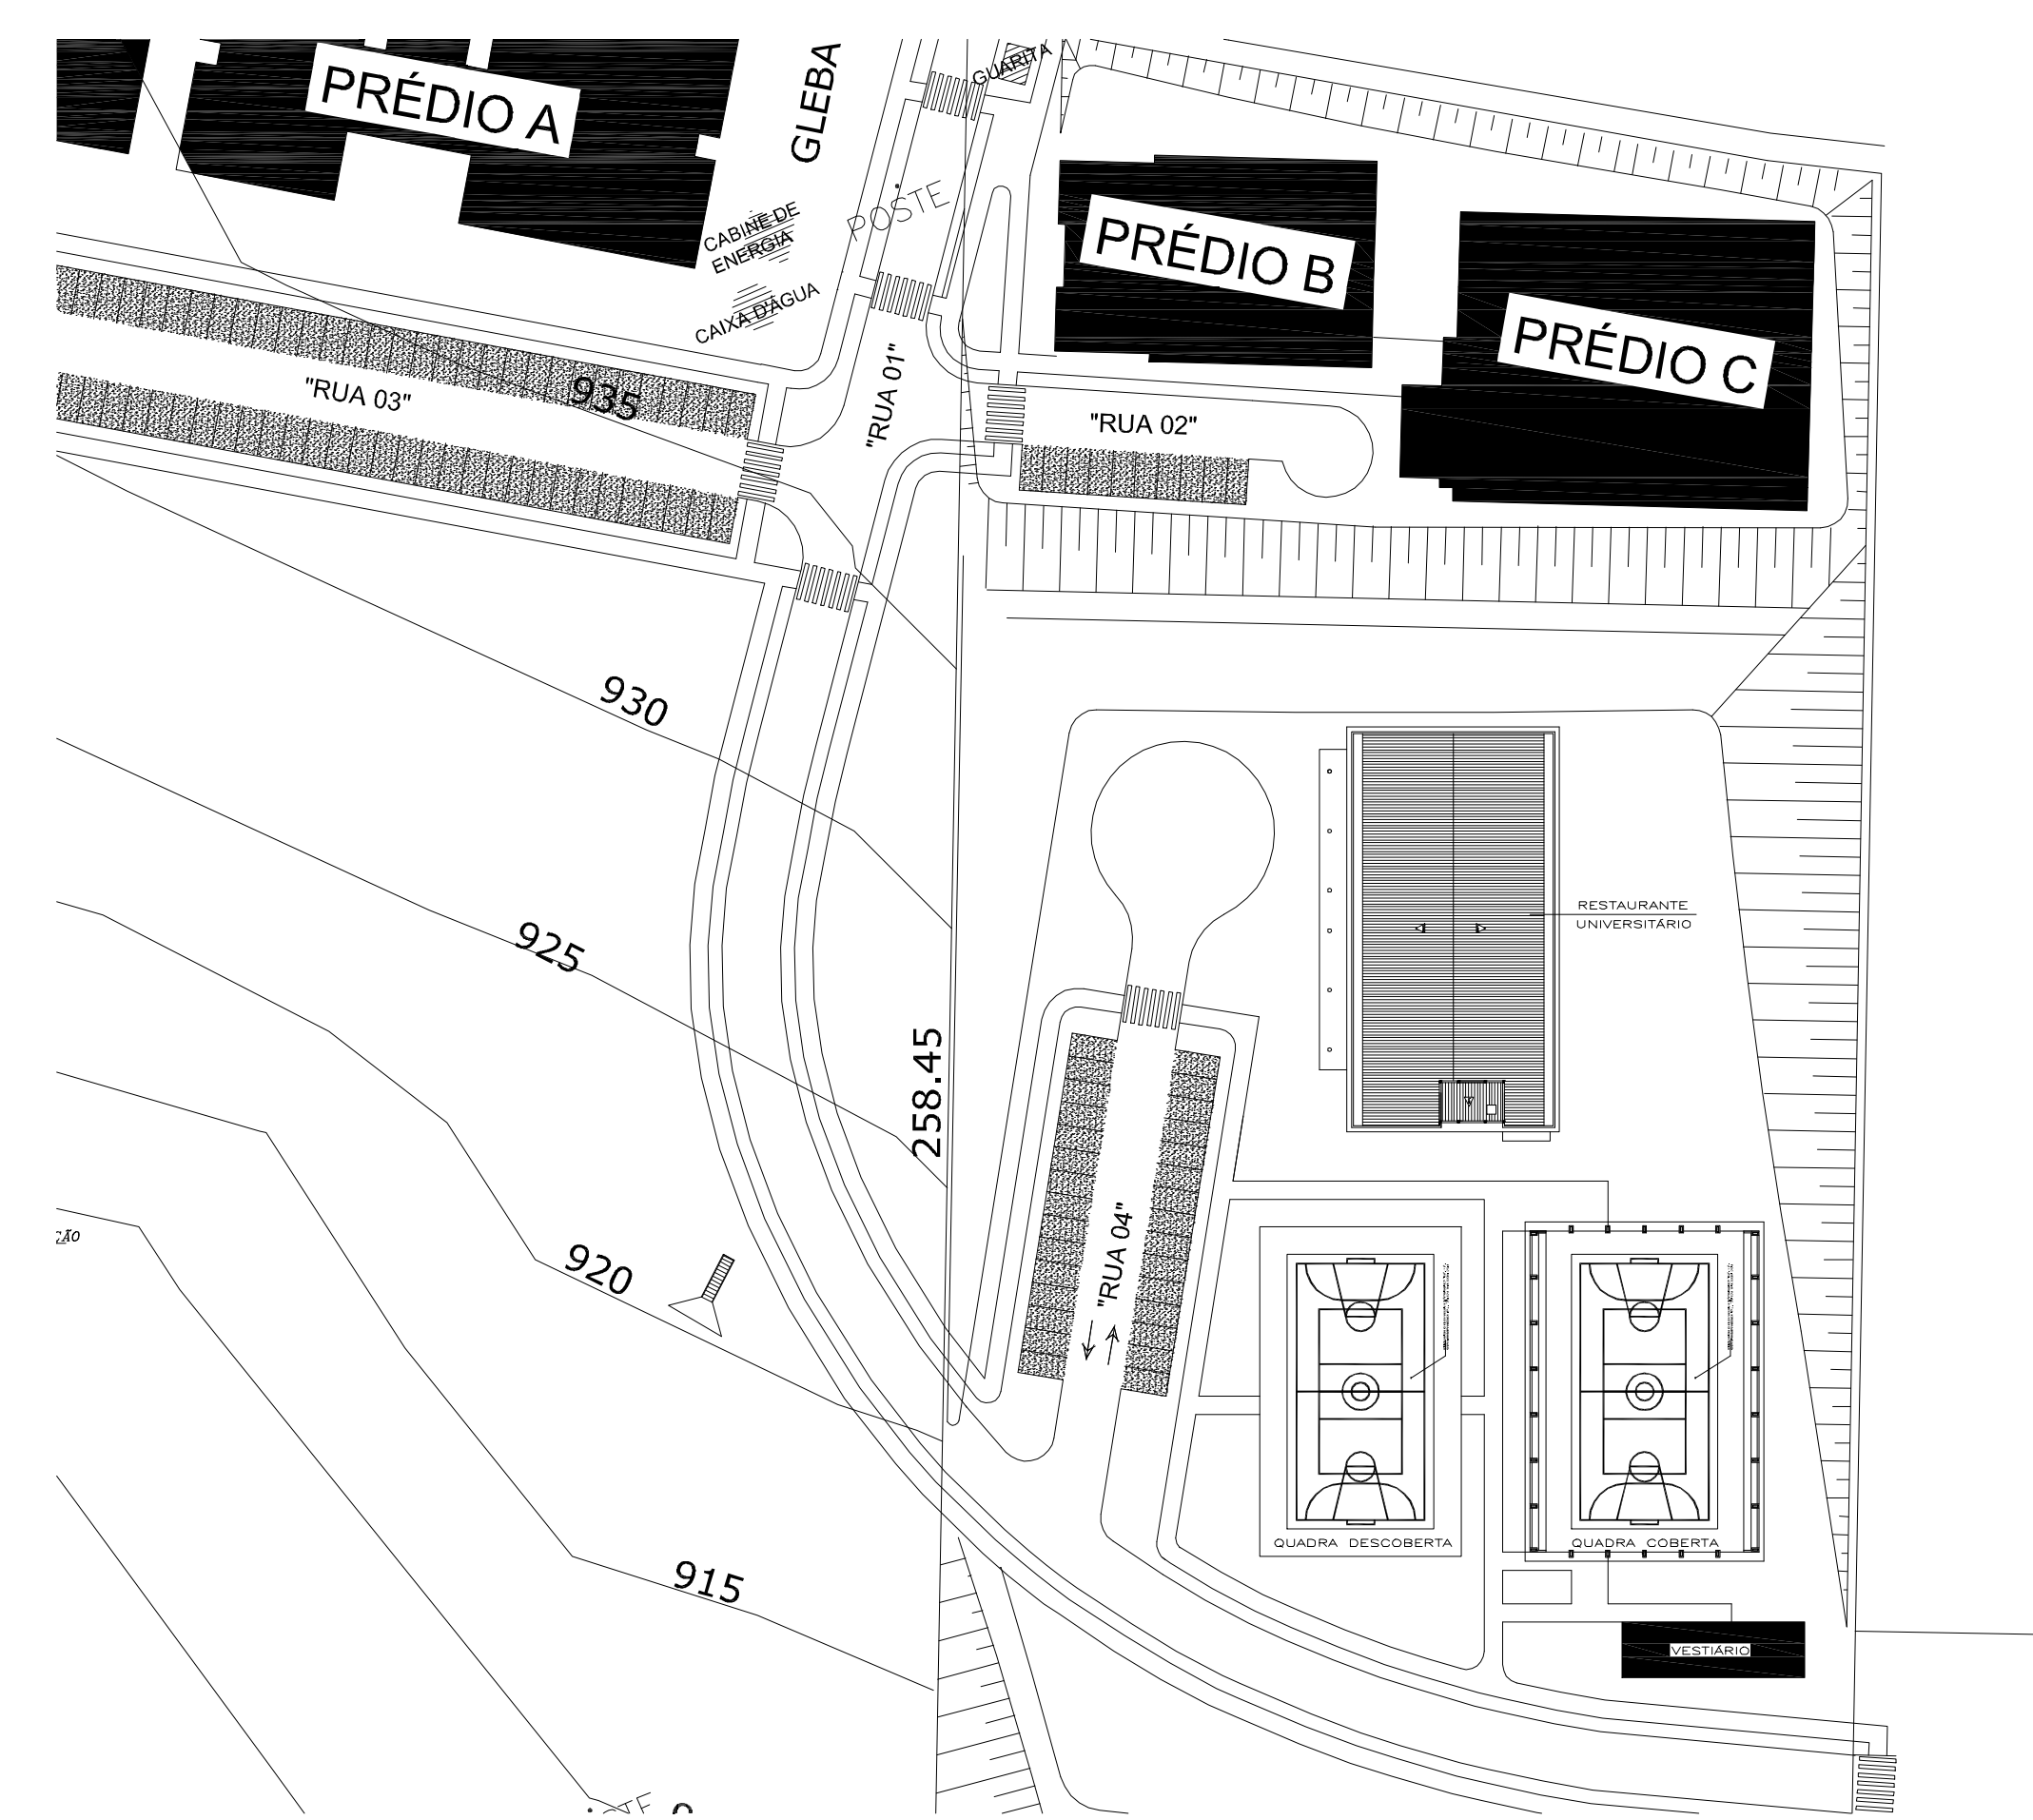 GUARITA
PRÉDIO A
GLEBA
POSTE
CABINE DE
ENERGIA
CAIXA D'ÁGUA
PRÉDIO B
PRÉDIO C
"RUA 01"
"RUA 03"
935
"RUA 02"
930
RESTAURANTE
UNIVERSITÁRIO
925
258.45
"RUA 04"
920
915
QUADRA DESCOBERTA
QUADRA COBERTA
VESTIÁRIO